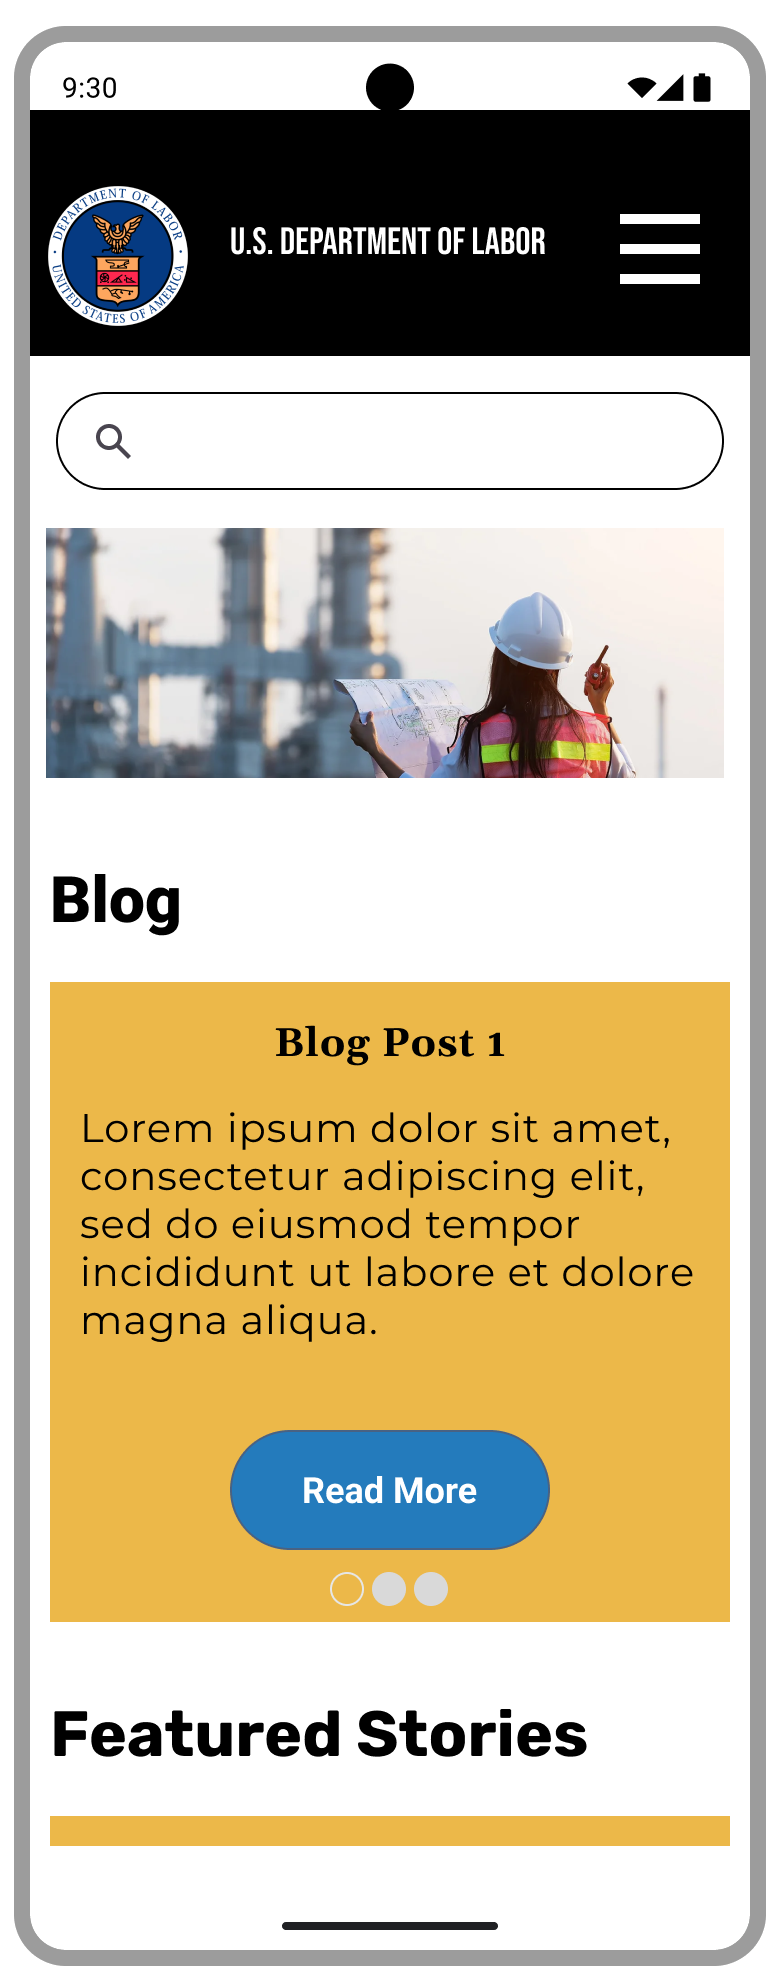 9:30
DEPARTMENT OF LABOR
UNITED STATES OF AMERICA
U.S. DEPARTMENT OF LABOR
Blog
Blog Post 1
Lorem ipsum dolor sit amet,
consectetur adipiscing elit,
sed do eiusmod tempor
incididunt ut labore et dolore
magna aliqua.
Read More
Featured Stories